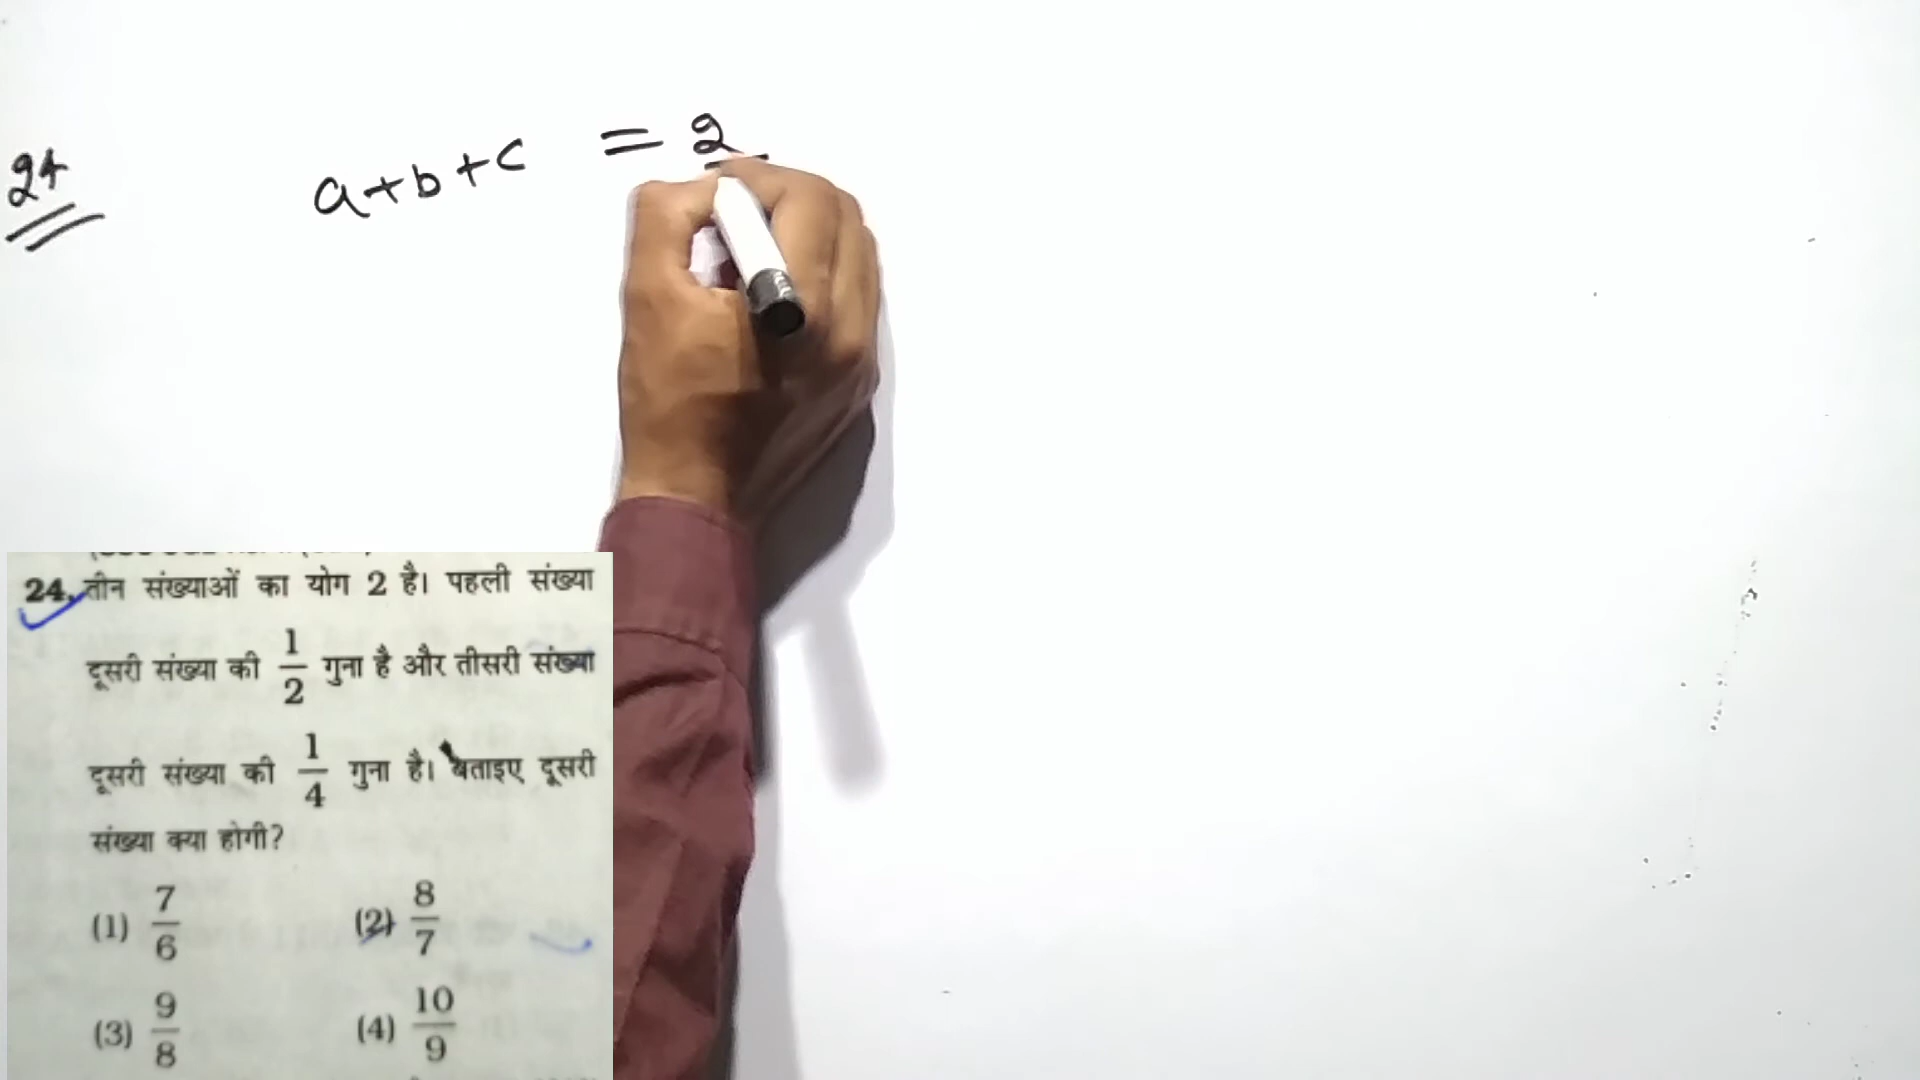 24
a+b+c = 2
24. तीन संख्याओं का योग 2 है। पहली संख्या
दूसरी संख्या की 1/2 गुना है और तीसरी संख्या
दूसरी संख्या की 1/4 गुना है। बताइए दूसरी
संख्या क्या होगी?
(1) 7/6 (2) 8/7
(3) 9/8 (4) 10/9